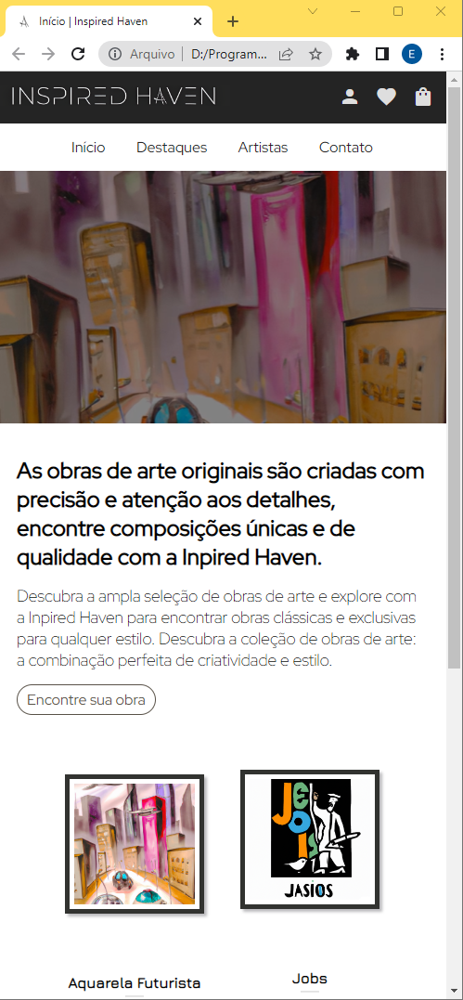 Início | Inspired Haven
Arquivo | D:/Program...
E
INSPIRED HAVEN
Início Destaques Artistas Contato
As obras de arte originais são criadas com
precisão e atenção aos detalhes,
encontre composições únicas e de
qualidade com a Inpired Haven.
Descubra a ampla seleção de obras de arte e explore com
a Inpired Haven para encontrar obras clássicas e exclusivas
para qualquer estilo. Descubra a coleção de obras de arte:
a combinação perfeita de criatividade e estilo.
Encontre sua obra
JASIOS
Aquarela Futurista
Jobs